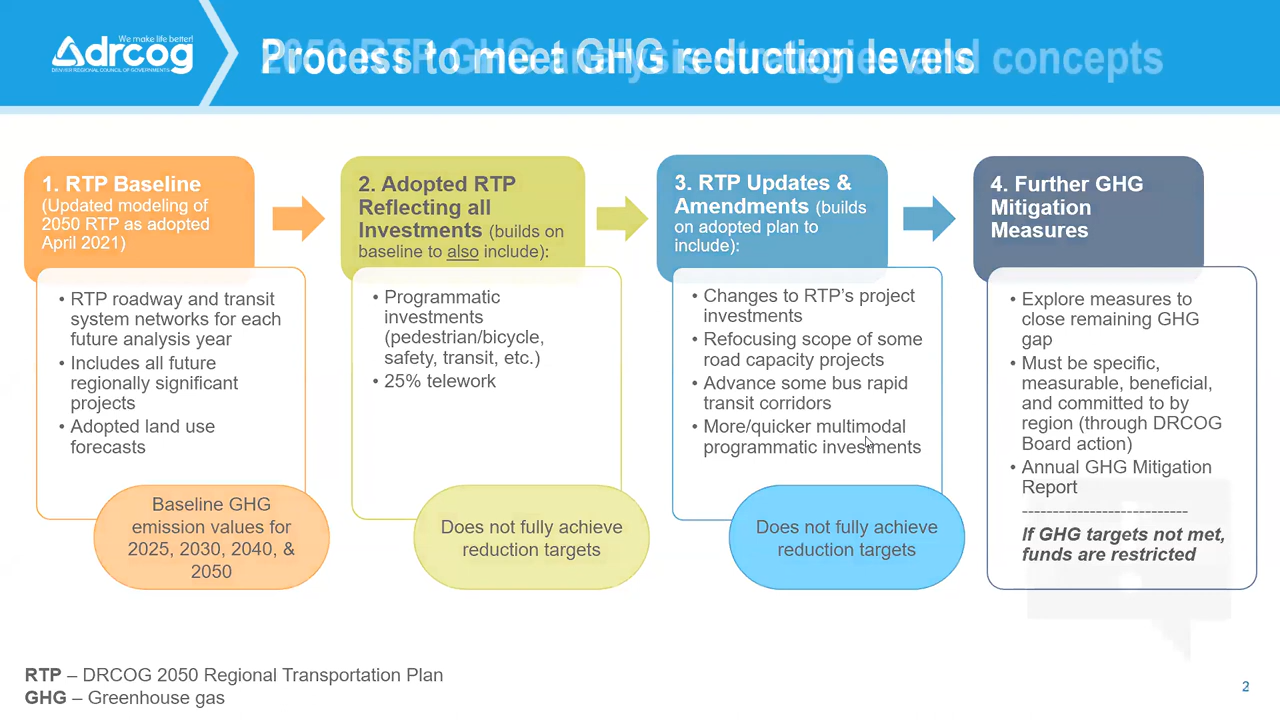 We make life better!
drcog
DENVER REGIONAL COUNCIL OF GOVERNMENTS
Process to meet GHG reduction levels
2050 RTP GHG analysis strategies and concepts
1. RTP Baseline
(Updated modeling of
2050 RTP as adopted
April 2021)
• RTP roadway and transit
system networks for each
future analysis year
• Includes all future
regionally significant
projects
• Adopted land use
forecasts
Baseline GHG
emission values for
2025, 2030, 2040, &
2050
2. Adopted RTP
Reflecting all
Investments (builds on
baseline to also include):
• Programmatic
investments
(pedestrian/bicycle,
safety, transit, etc.)
• 25% telework
Does not fully achieve
reduction targets
3. RTP Updates &
Amendments (builds
on adopted plan to
include):
• Changes to RTP's project
investments
• Refocusing scope of some
road capacity projects
• Advance some bus rapid
transit corridors
• More/quicker multimodal
programmatic investments
Does not fully achieve
reduction targets
4. Further GHG
Mitigation
Measures
• Explore measures to
close remaining GHG
gap
• Must be specific,
measurable, beneficial,
and committed to by
region (through DRCOG
Board action)
• Annual GHG Mitigation
Report
---------------------------
If GHG targets not met,
funds are restricted
RTP – DRCOG 2050 Regional Transportation Plan
GHG – Greenhouse gas
2